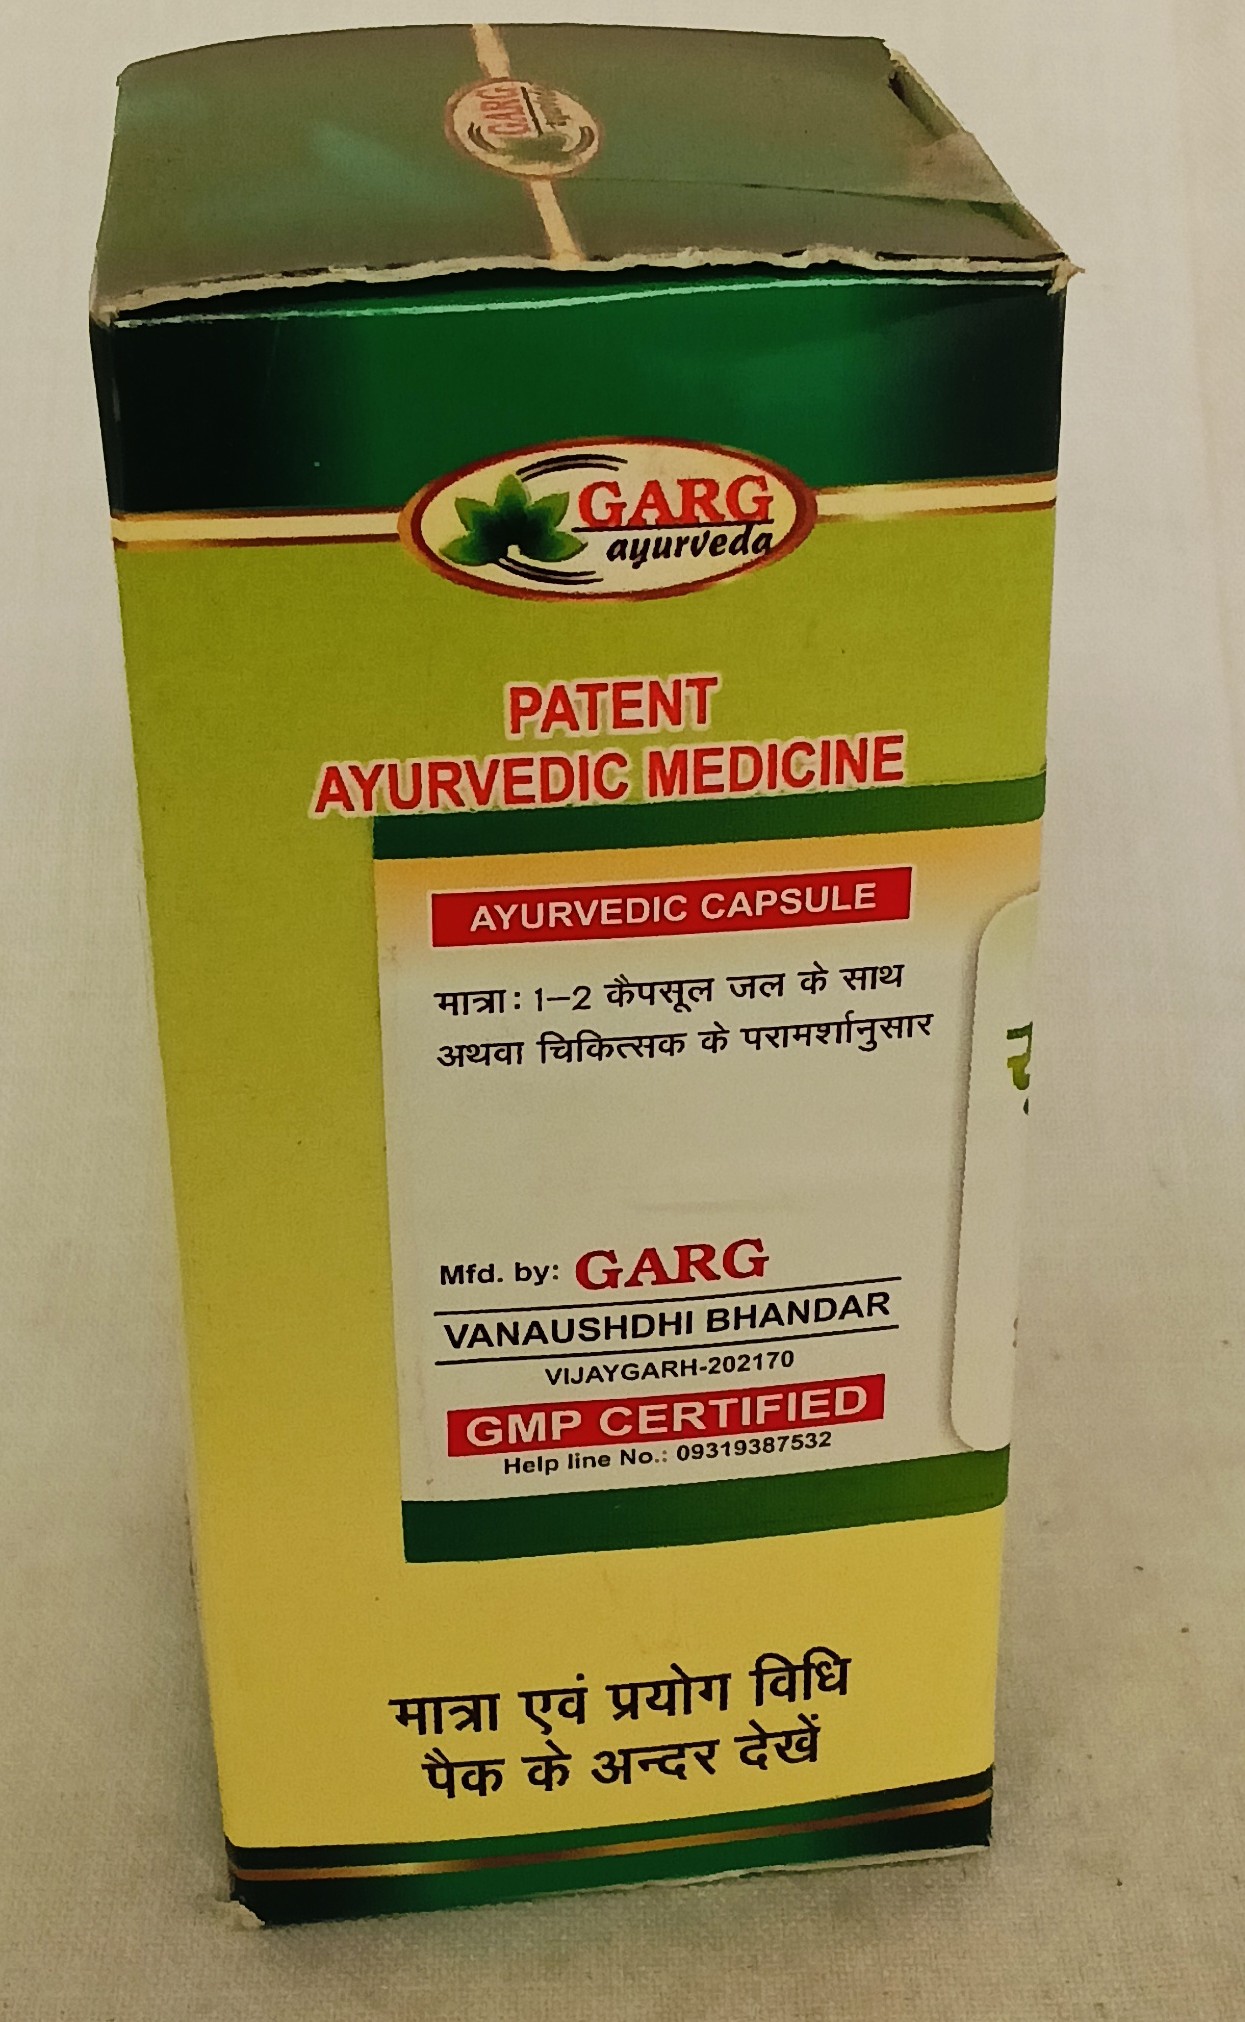 GARG
GARG
ayurveda
PATENT
AYURVEDIC MEDICINE
AYURVEDIC CAPSULE
मात्रा : 1–2 कैपसूल जल के साथ
अथवा चिकित्सक के परामर्शानुसार
Mfd. by: GARG
VANAUSHDHI BHANDAR
VIJAYGARH-202170
GMP CERTIFIED
Help line No.: 09319387532
मात्रा एवं प्रयोग विधि
पैक के अन्दर देखें